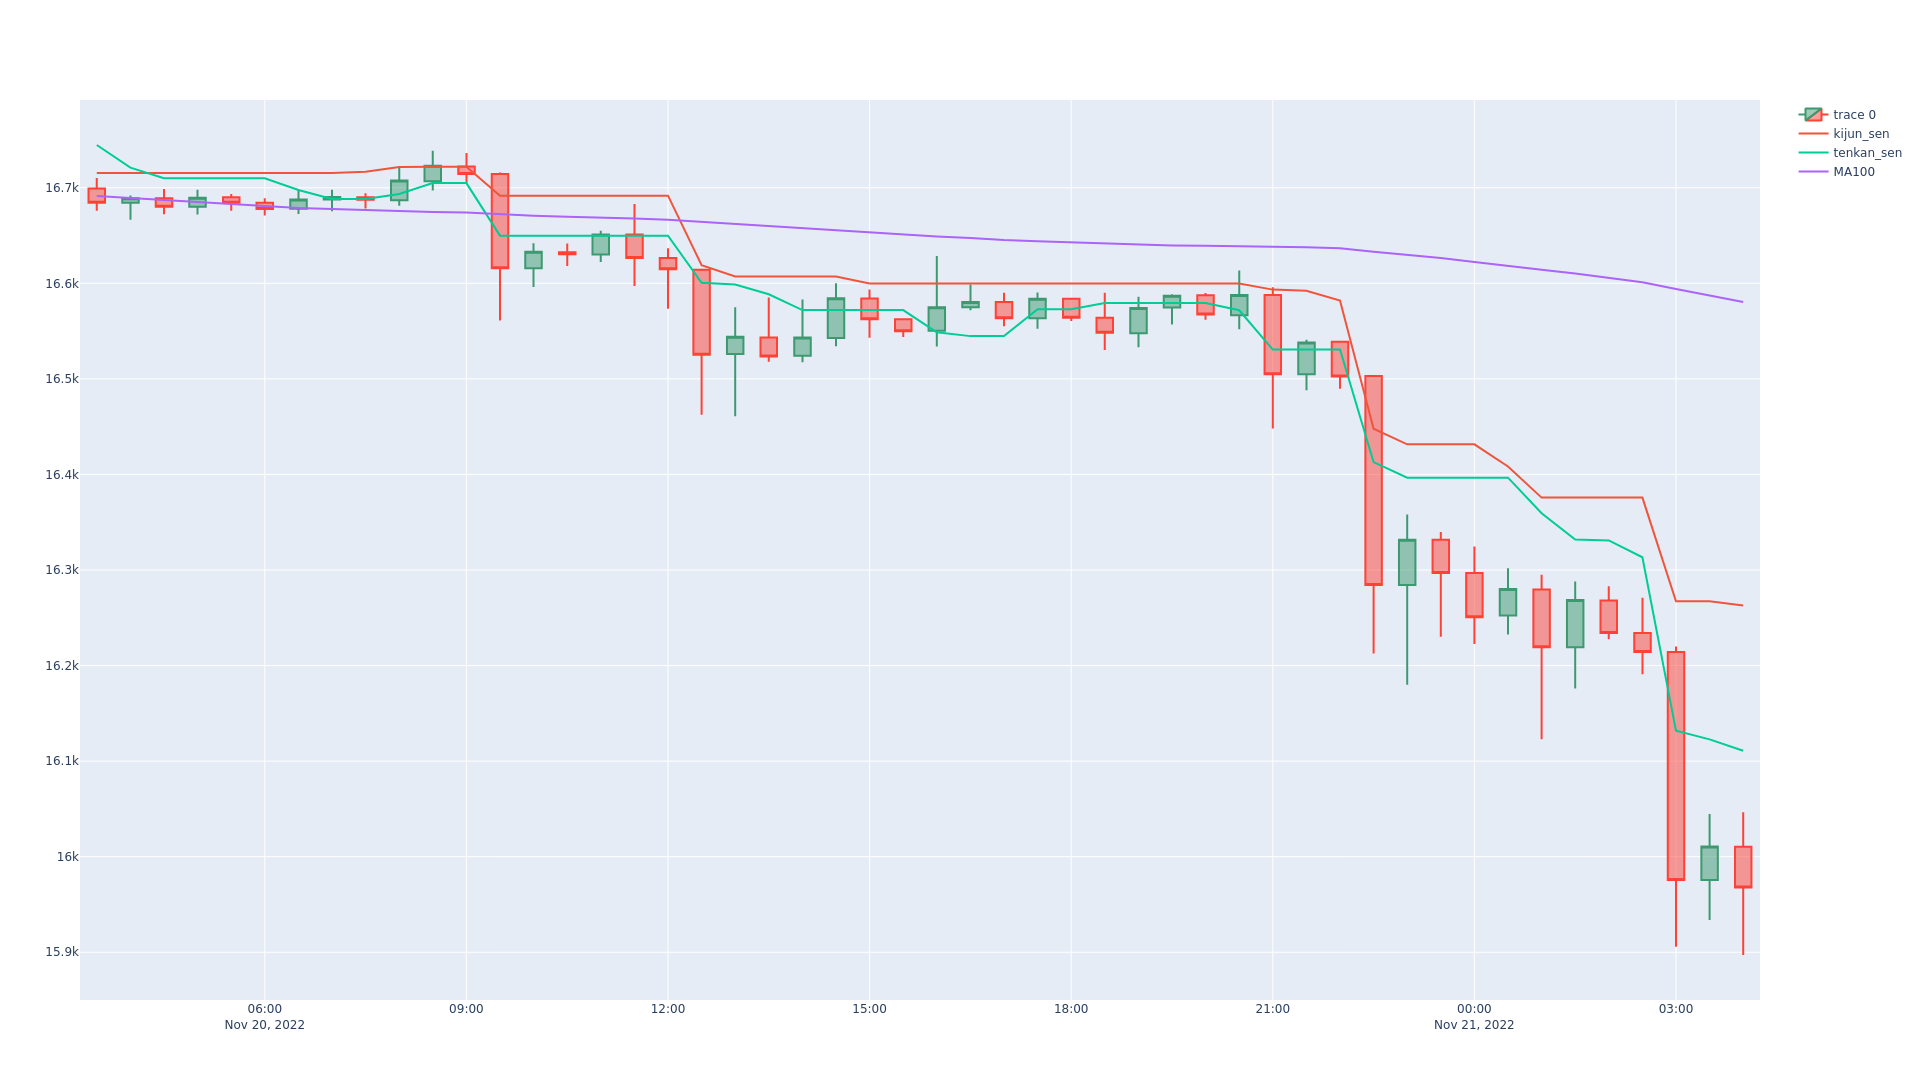 trace 0
kijun_sen
tenkan_sen
MA100
16.7k
16.6k
16.5k
16.4k
16.3k
16.2k
16.1k
16k
15.9k
06:00 09:00 12:00 15:00 18:00 21:00 00:00 03:00
Nov 20, 2022 Nov 21, 2022